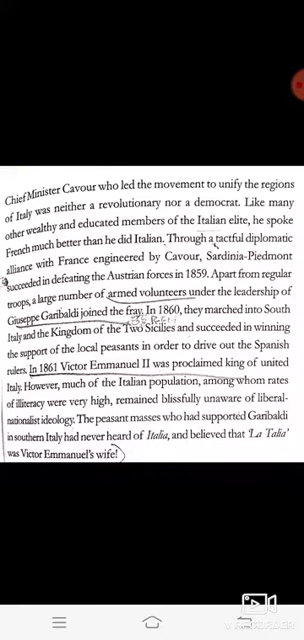 Chief Minister Cavour who led the movement to unify the regions
of Italy was neither a revolutionary nor a democrat. Like many
other wealthy and educated members of the Italian elite, he spoke
French much better than he did Italian. Through a tactful diplomatic
alliance with France engineered by Cavour, Sardinia-Piedmont
succeeded in defeating the Austrian forces in 1859. Apart from regular
troops, a large number of armed volunteers under the leadership of
Giuseppe Garibaldi joined the fray. In 1860, they marched into South
Italy and the Kingdom of the Two Sicilies and succeeded in winning
the support of the local peasants in order to drive out the Spanish
rulers. In 1861 Victor Emmanuel II was proclaimed king of united
Italy. However, much of the Italian population, among whom rates
of illiteracy were very high, remained blissfully unaware of liberal-
nationalist ideology. The peasant masses who had supported Garibaldi
in southern Italy had never heard of Italia, and believed that 'La Talia'
was Victor Emmanuel's wife!
RECORDER